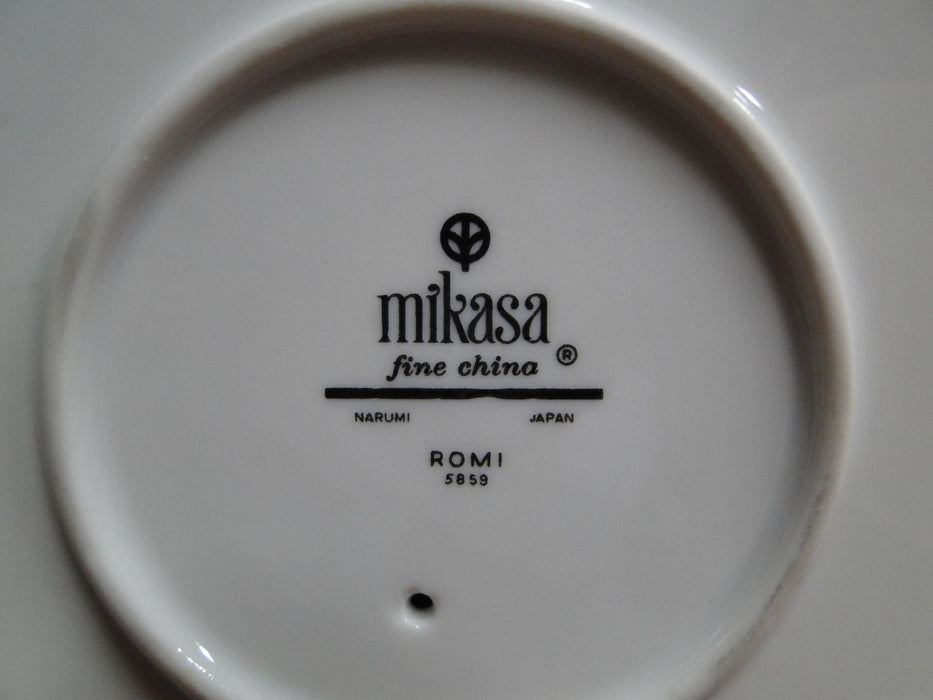 mikasa
fine china ®
NARUMI JAPAN
ROMI
5859